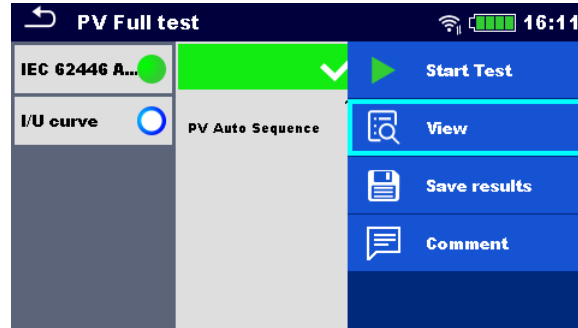 PV Full test
16:11
IEC 62446 A...
I/U curve
PV Auto Sequence
Start Test
View
Save results
Comment